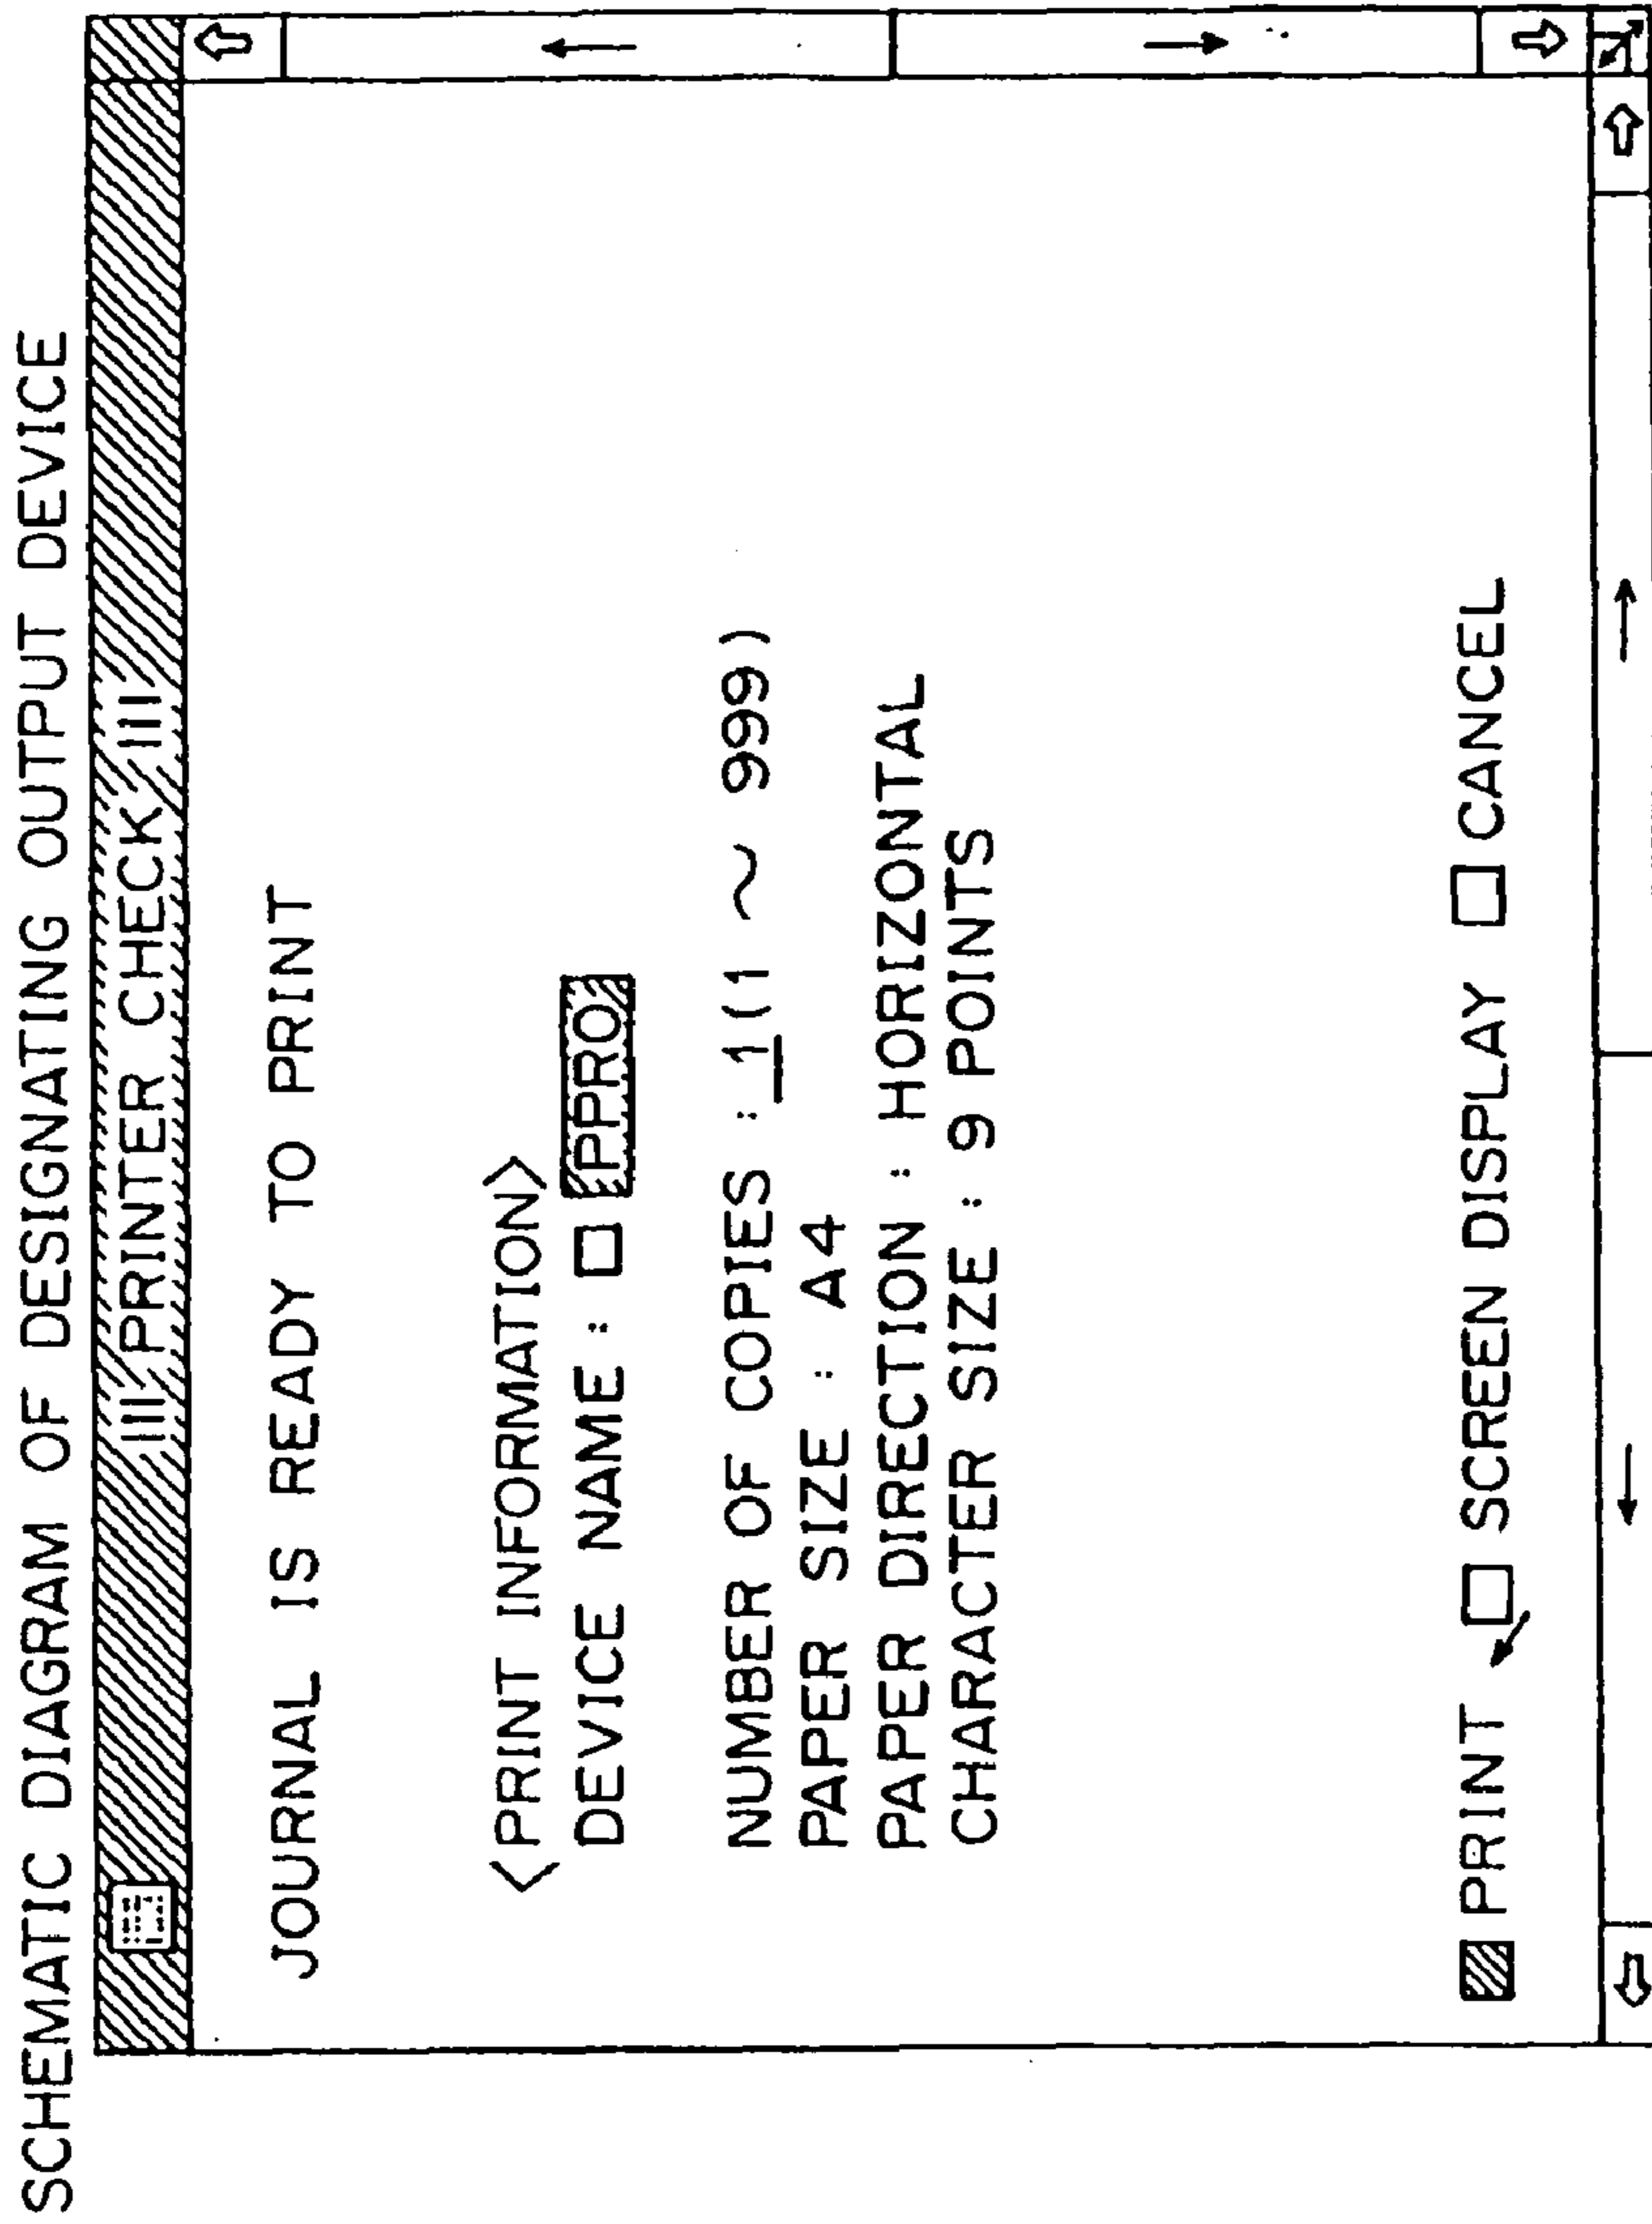 SCHEMATIC DIAGRAM OF DESIGNATING OUTPUT DEVICE
PRINTER CHECK
JOURNAL IS READY TO PRINT
<PRINT INFORMATION>
DEVICE NAME : □ PPRO
NUMBER OF COPIES : 1 (1 ~ 999)
PAPER SIZE : A4
PAPER DIRECTION : HORIZONTAL
CHARACTER SIZE : 9 POINTS
PRINT □ SCREEN DISPLAY □ CANCEL